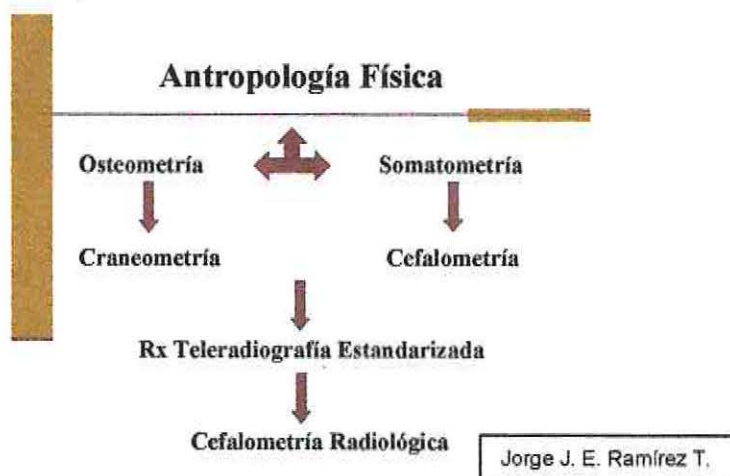 Antropología Física
Osteometría
Somatometría
Craneometría
Cefalometría
Rx Teleradiografía Estandarizada
Cefalometría Radiológica
Jorge J. E. Ramírez T.